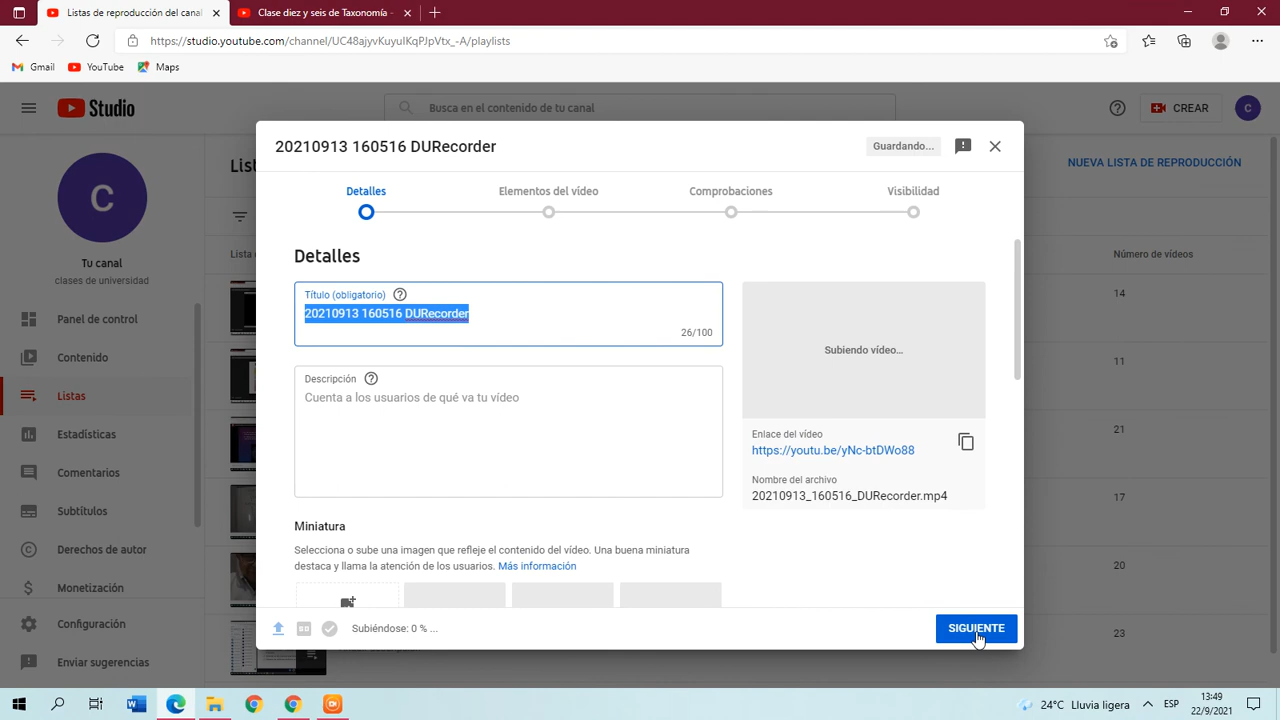 Listas de reproducción del canal
Clase diez y seis de Taxonomía -
https://studio.youtube.com/channel/UC48ajyvKuyuIKqPJpVtx_-A/playlists
Gmail YouTube Maps
Studio
Busca en el contenido de tu canal
CREAR
C
20210913 160516 DURecorder
Guardando...
NUEVA LISTA DE REPRODUCCIÓN
Detalles
Elementos del vídeo
Comprobaciones
Visibilidad
C
Tu canal
clases de universidad
Número de vídeos
Detalles
Título (obligatorio)
20210913 160516 DURecorder
26/100
Descripción
Cuenta a los usuarios de qué va tu vídeo
Subiendo vídeo...
Enlace del vídeo
https://youtu.be/yNc-btDWo88
Nombre del archivo
20210913_160516_DURecorder.mp4
Miniatura
Selecciona o sube una imagen que refleje el contenido del vídeo. Una buena miniatura
destaca y llama la atención de los usuarios. Más información
Panel de control
Contenido
Listas
Estadísticas
Comentarios
Subtítulos
Derechos de autor
Monetización
Configuración
Enviar sugerencias
14
11
21
17
20
23
Subiéndose: 0 % ...
SIGUIENTE
24°C Lluvia ligera
ESP
13:49
22/9/2021